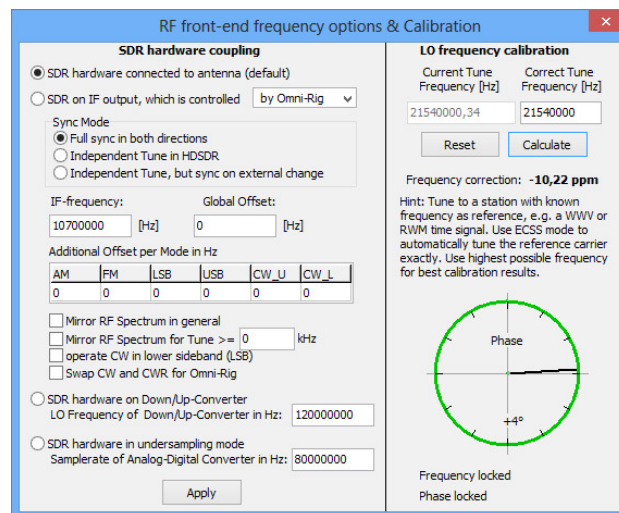 RF front-end frequency options & Calibration
SDR hardware coupling
SDR hardware connected to antenna (default)
SDR on IF output, which is controlled by Omni-Rig
Sync Mode
Full sync in both directions
Independent Tune in HDSDR
Independent Tune, but sync on external change
IF-frequency: Global Offset:
10700000 [Hz] 0 [Hz]
Additional Offset per Mode in Hz
AM FM LSB USB CW_U CW_L
0 0 0 0 0 0
Mirror RF Spectrum in general
Mirror RF Spectrum for Tune >= 0 kHz
operate CW in lower sideband (LSB)
Swap CW and CWR for Omni-Rig
SDR hardware on Down/Up-Converter
LO Frequency of Down/Up-Converter in Hz: 120000000
SDR hardware in undersampling mode
Samplerate of Analog-Digital Converter in Hz: 80000000
Apply
LO frequency calibration
Current Tune Correct Tune
Frequency [Hz] Frequency [Hz]
21540000,34 21540000
Reset Calculate
Frequency correction: -10,22 ppm
Hint: Tune to a station with known
frequency as reference, e.g. a WWV or
RWM time signal. Use ECSS mode to
automatically tune the reference carrier
exactly. Use highest possible frequency
for best calibration results.
Phase
+4°
Frequency locked
Phase locked